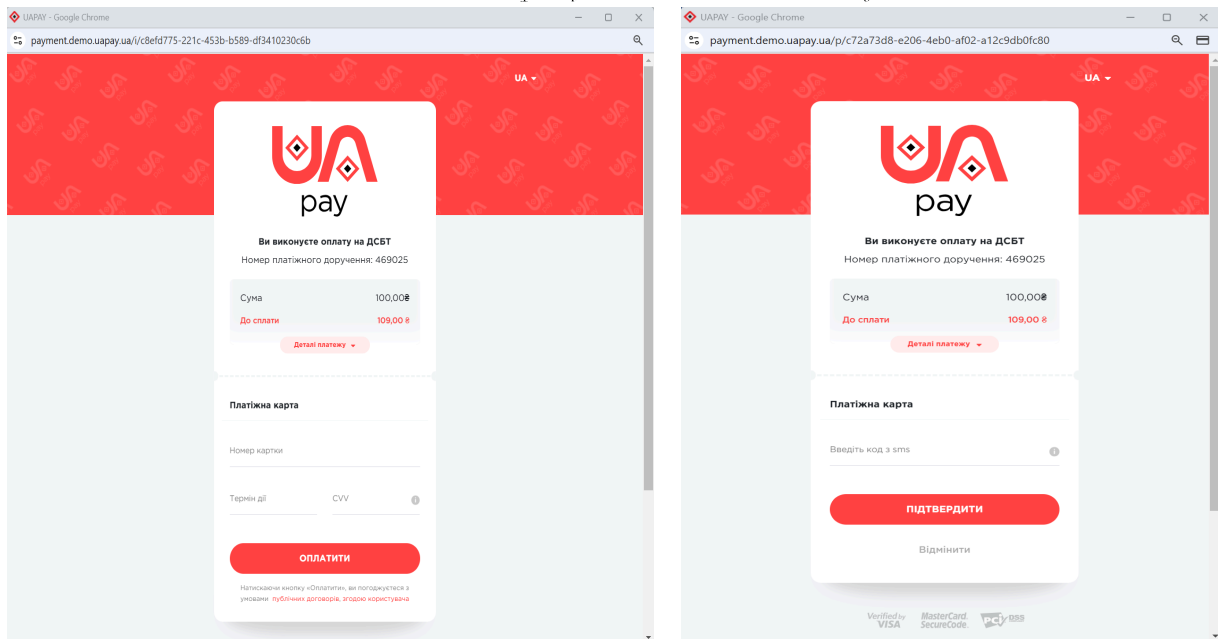 UAPAY - Google Chrome
payment.demo.uapay.ua/i/c8efd775-221c-453b-b589-df3410230c6b
UA
UA
pay
Ви виконуєте оплату на ДСБТ
Номер платіжного доручення: 469025
Сума 100,00₴
До сплати 109,00 ₴
Деталі платежу
Платіжна карта
Номер картки
Термін дії CVV
ОПЛАТИТИ
Натискаючи кнопку «Оплатити», ви погоджуєтеся з
умовами публічних договорів, згодою користувача
UAPAY - Google Chrome
payment.demo.uapay.ua/p/c72a73d8-e206-4eb0-af02-a12c9db0fc80
UA
UA
pay
Ви виконуєте оплату на ДСБТ
Номер платіжного доручення: 469025
Сума 100,00₴
До сплати 109,00 ₴
Деталі платежу
Платіжна карта
Введіть код з sms
ПІДТВЕРДИТИ
Відмінити
Verified by
VISA
MasterCard.
SecureCode.
PCI DSS